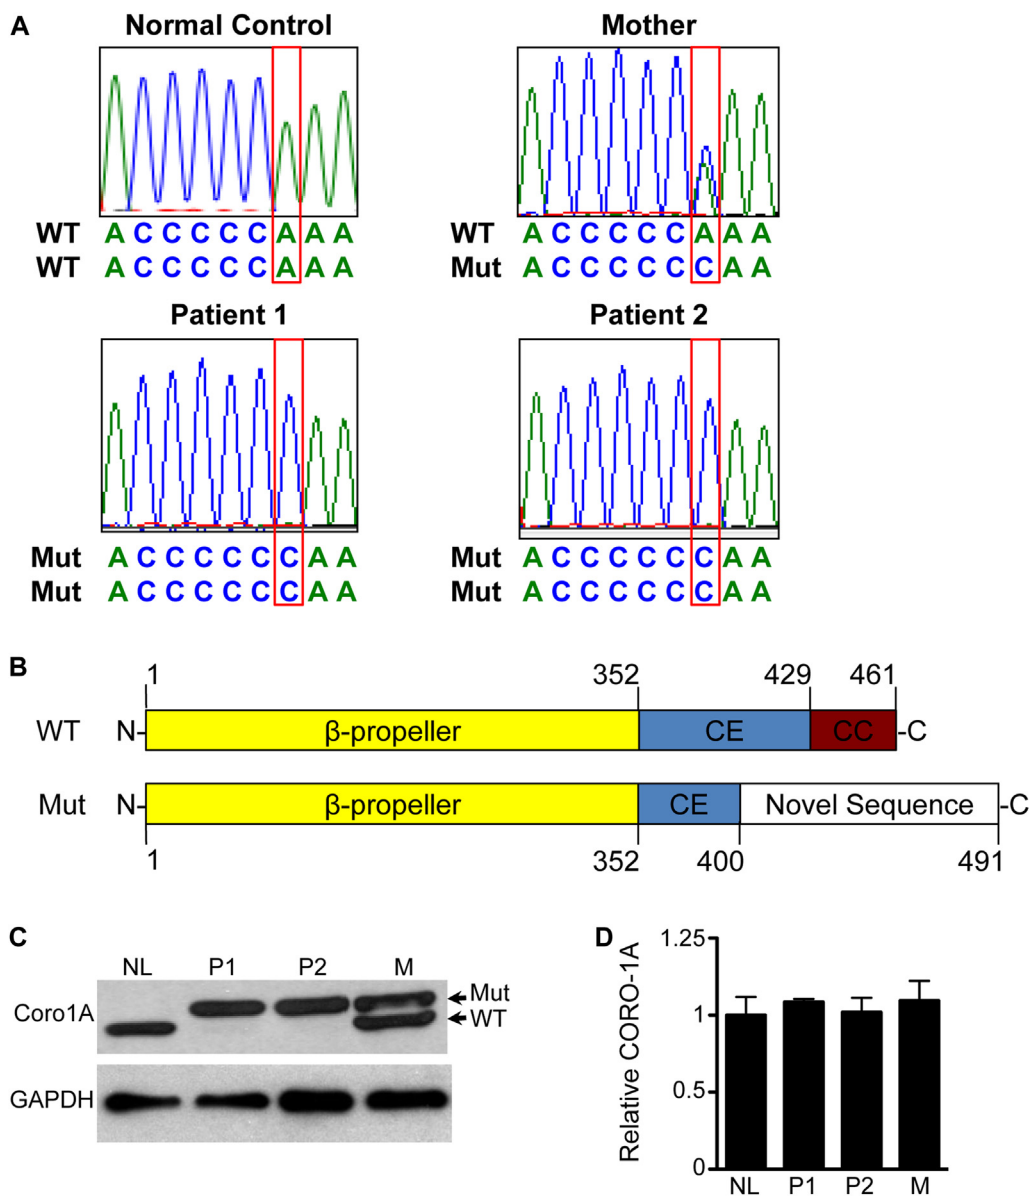 A
Normal Control
Mother
WT A C C C C C A A A
WT A C C C C C A A A
WT A C C C C C A A A
Mut A C C C C C C A A
Patient 1
Patient 2
Mut A C C C C C C A A
Mut A C C C C C C A A
Mut A C C C C C C A A
Mut A C C C C C C A A
B
1 352 429 461
WT N- β-propeller CE CC -C
Mut N- β-propeller CE Novel Sequence -C
1 352 400 491
C
NL P1 P2 M
Coro1A
Mut
WT
GAPDH
D
Relative CORO-1A
1.25
1
0.5
0
NL P1 P2 M